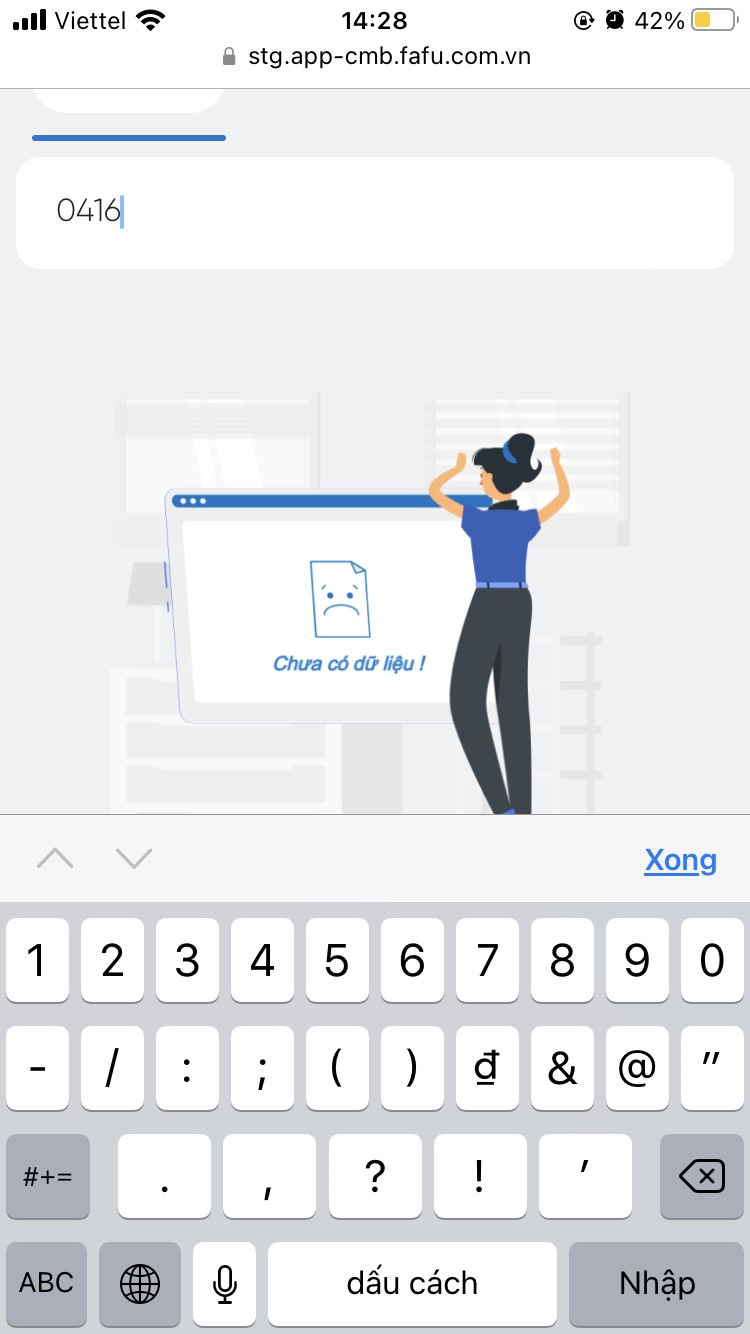 Viettel 14:28 42%
stg.app-cmb.fafu.com.vn
0416
Chưa có dữ liệu !
Xong
1 2 3 4 5 6 7 8 9 0
- / : ; ( ) ₫ & @ "
#+= . , ? ! '
ABC dấu cách Nhập